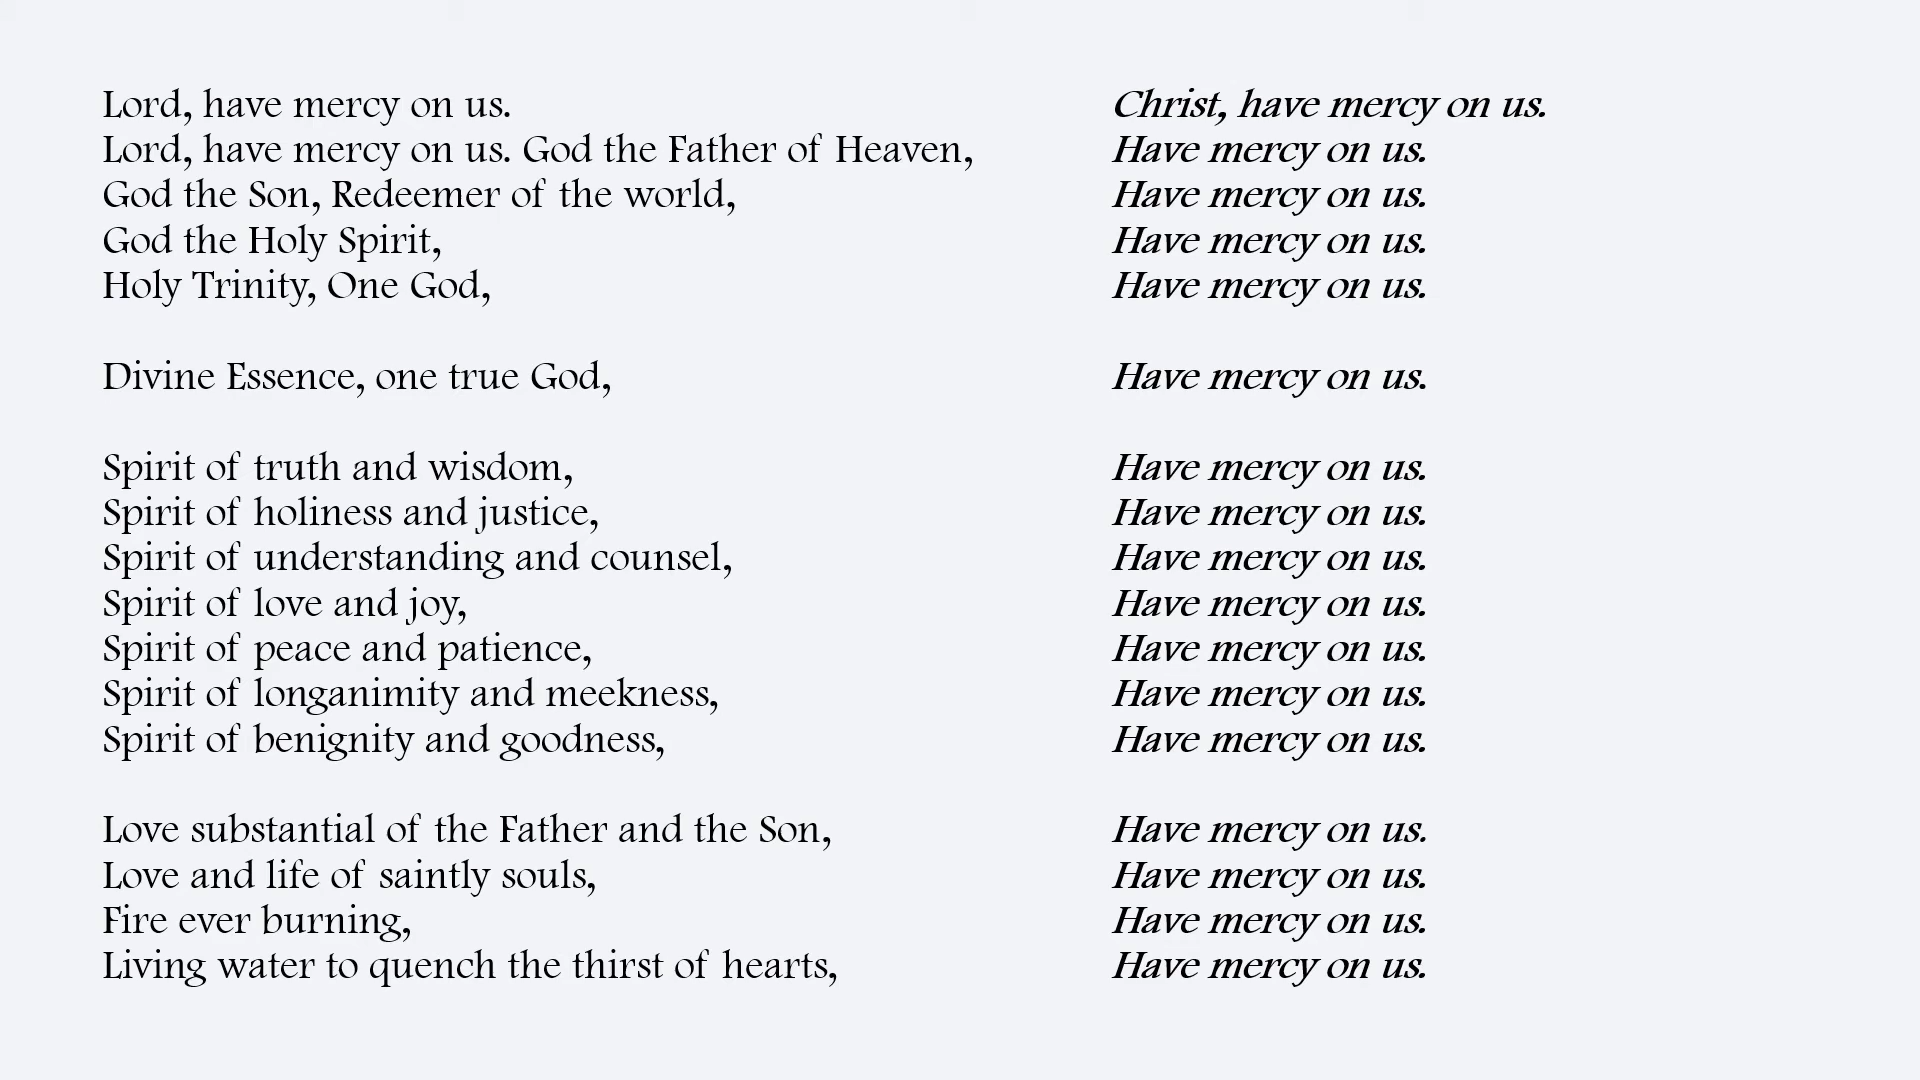 Lord, have mercy on us. Christ, have mercy on us.
Lord, have mercy on us. God the Father of Heaven, Have mercy on us.
God the Son, Redeemer of the world, Have mercy on us.
God the Holy Spirit, Have mercy on us.
Holy Trinity, One God, Have mercy on us.
Divine Essence, one true God, Have mercy on us.
Spirit of truth and wisdom, Have mercy on us.
Spirit of holiness and justice, Have mercy on us.
Spirit of understanding and counsel, Have mercy on us.
Spirit of love and joy, Have mercy on us.
Spirit of peace and patience, Have mercy on us.
Spirit of longanimity and meekness, Have mercy on us.
Spirit of benignity and goodness, Have mercy on us.
Love substantial of the Father and the Son, Have mercy on us.
Love and life of saintly souls, Have mercy on us.
Fire ever burning, Have mercy on us.
Living water to quench the thirst of hearts, Have mercy on us.